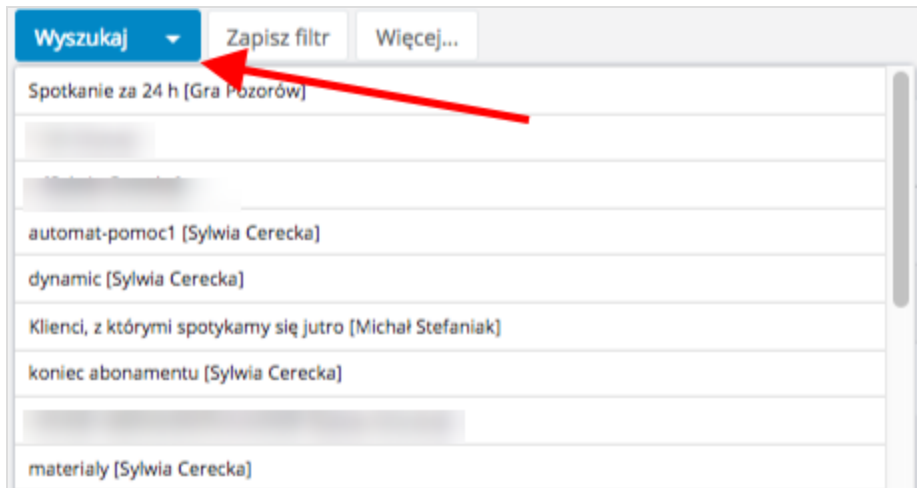 Wyszukaj Zapisz filtr Więcej...
Spotkanie za 24 h [Gra Pozorów]
automat-pomoc1 [Sylwia Cerecka]
dynamic [Sylwia Cerecka]
Klienci, z którymi spotykamy się jutro [Michał Stefaniak]
koniec abonamentu [Sylwia Cerecka]
materialy [Sylwia Cerecka]